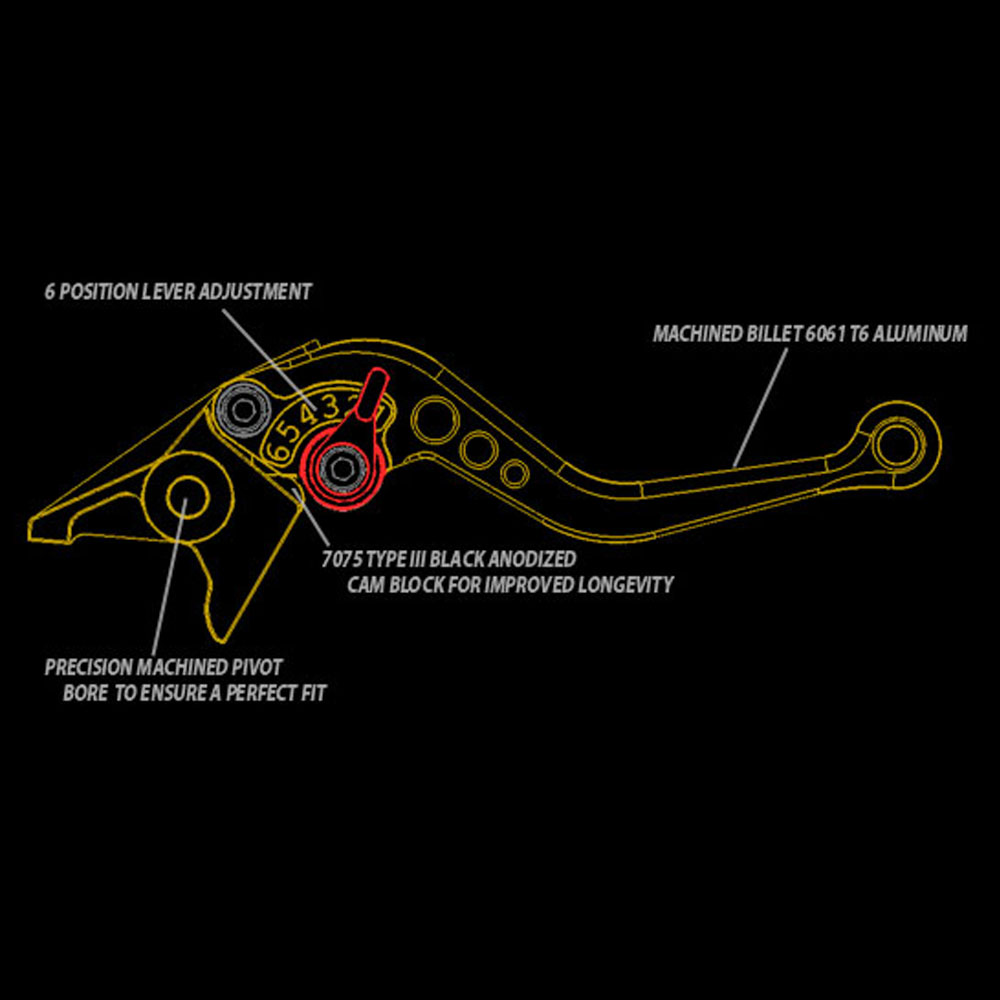 6 POSITION LEVER ADJUSTMENT
MACHINED BILLET 6061 T6 ALUMINUM
6 5 4 3 2
7075 TYPE III BLACK ANODIZED
CAM BLOCK FOR IMPROVED LONGEVITY
PRECISION MACHINED PIVOT
BORE TO ENSURE A PERFECT FIT